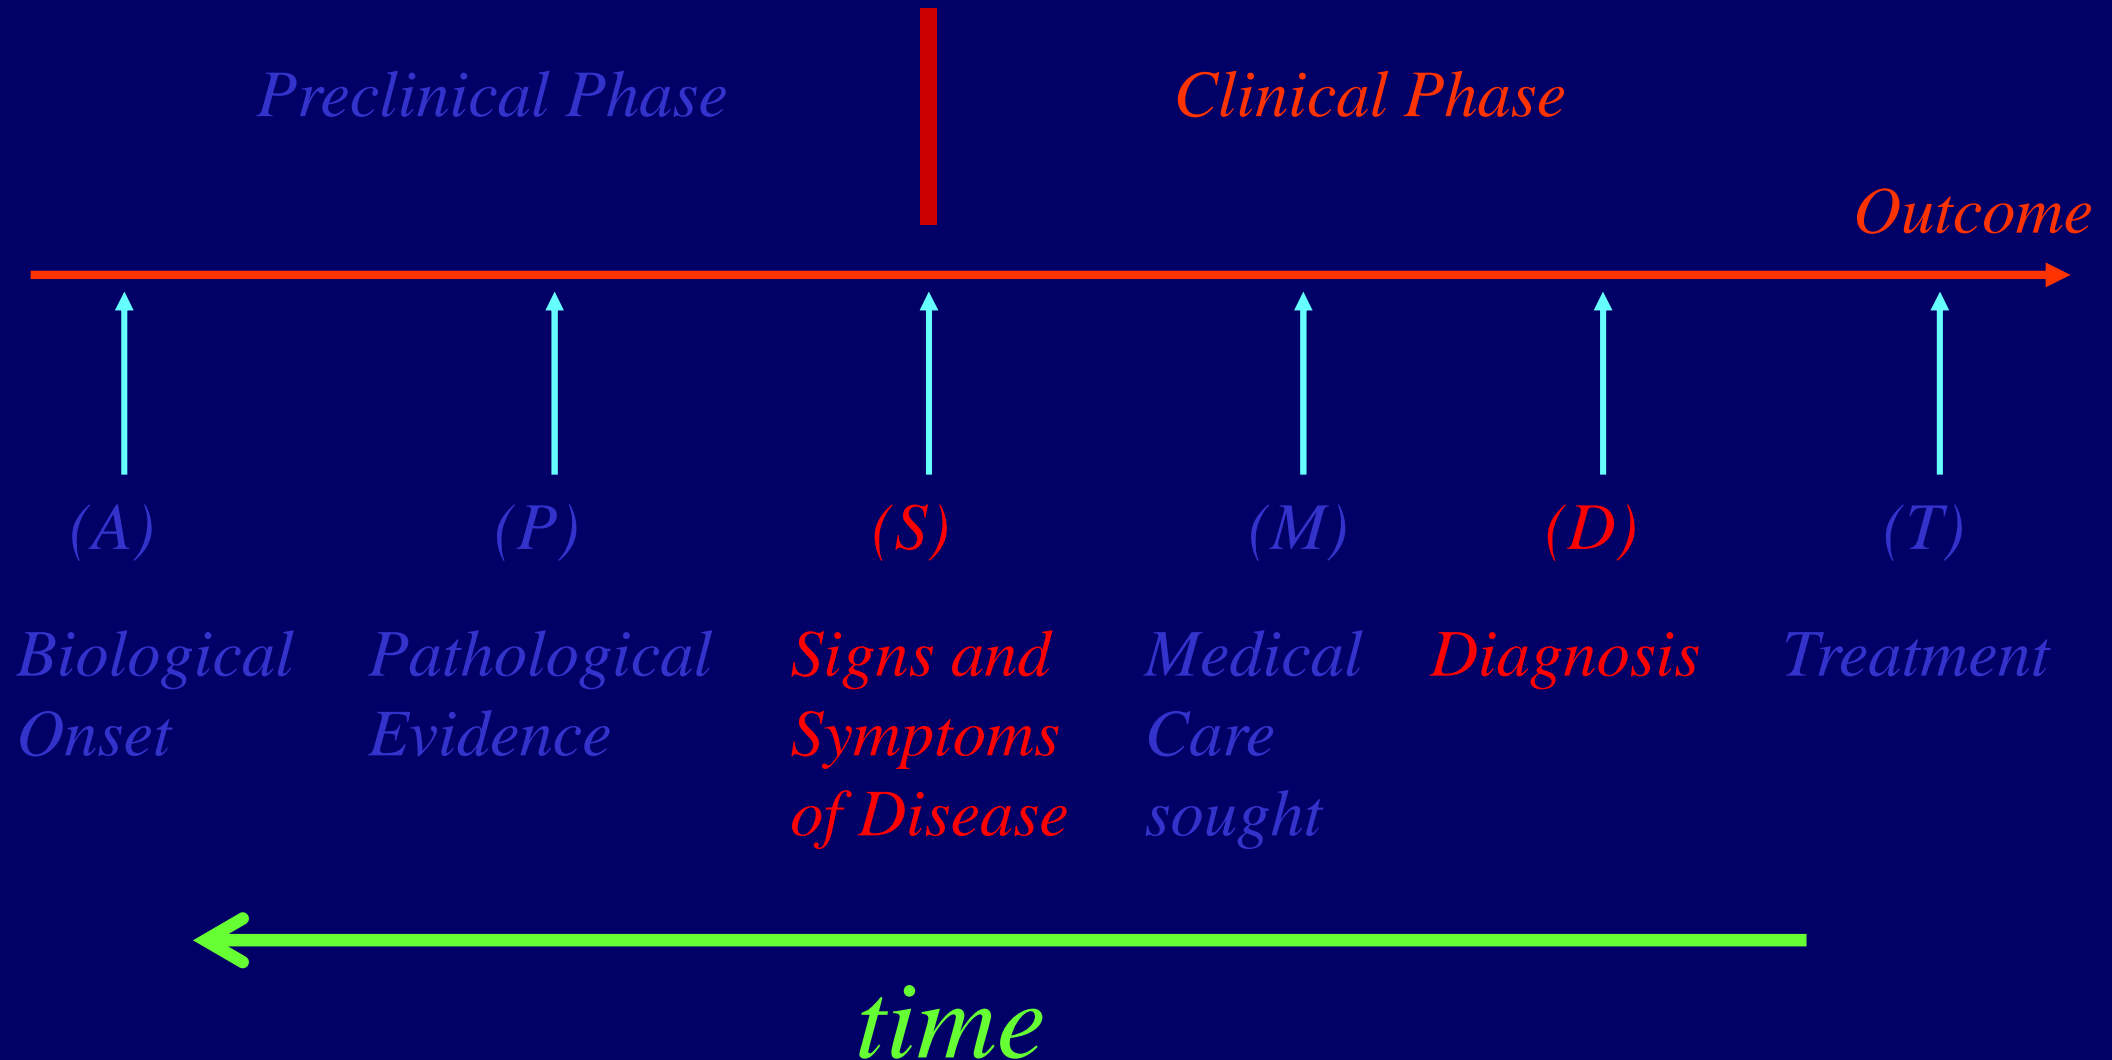 Preclinical Phase
Clinical Phase
Outcome
(A)
(P)
(S)
(M)
(D)
(T)
Biological
Onset
Pathological
Evidence
Signs and
Symptoms
of Disease
Medical
Care
sought
Diagnosis
Treatment
time